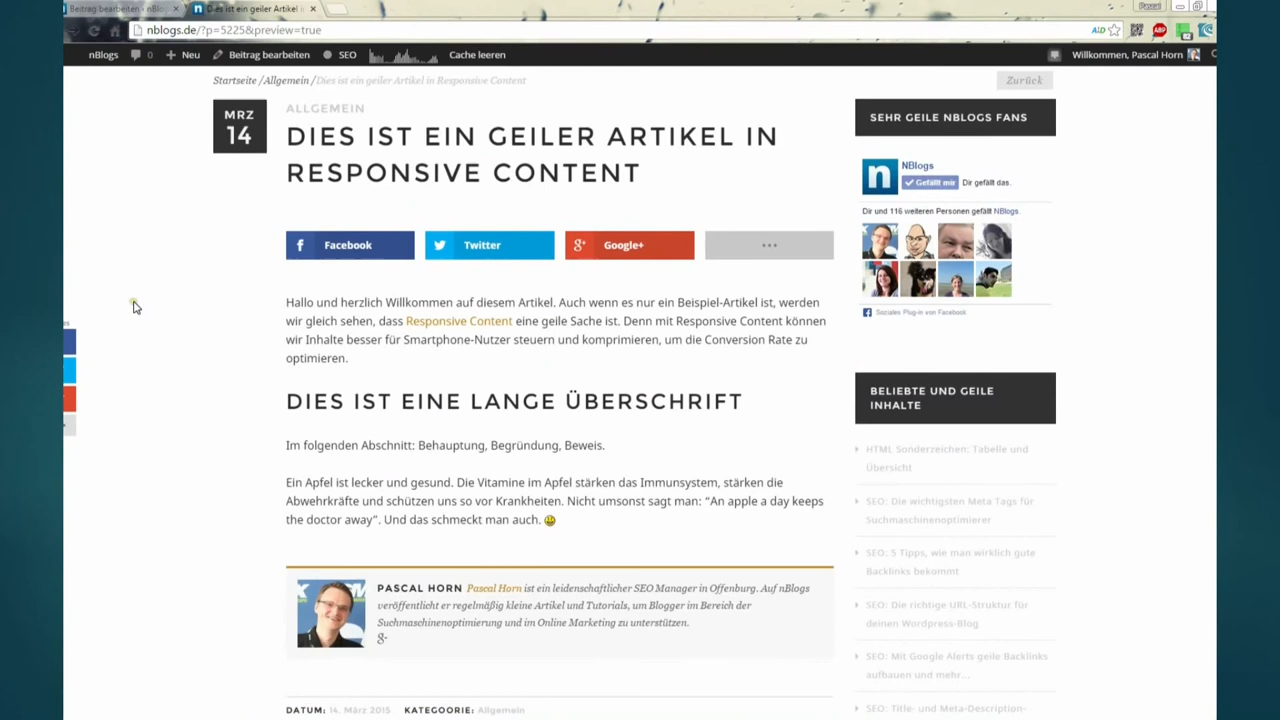 Beitrag bearbeiten ‹ nBlo
Dies ist ein geiler Artikel i
Pascal
nblogs.de/?p=5225&preview=true
nBlogs 0 Neu Beitrag bearbeiten SEO Cache leeren Willkommen, Pascal Horn
Startseite /Allgemein /Dies ist ein geiler Artikel in Responsive Content
Zurück
MRZ
14
ALLGEMEIN
DIES IST EIN GEILER ARTIKEL IN
RESPONSIVE CONTENT
Facebook Twitter Google+ ...
Hallo und herzlich Willkommen auf diesem Artikel. Auch wenn es nur ein Beispiel-Artikel ist, werden
wir gleich sehen, dass Responsive Content eine geile Sache ist. Denn mit Responsive Content können
wir Inhalte besser für Smartphone-Nutzer steuern und komprimieren, um die Conversion Rate zu
optimieren.
DIES IST EINE LANGE ÜBERSCHRIFT
Im folgenden Abschnitt: Behauptung, Begründung, Beweis.
Ein Apfel ist lecker und gesund. Die Vitamine im Apfel stärken das Immunsystem, stärken die
Abwehrkräfte und schützen uns so vor Krankheiten. Nicht umsonst sagt man: “An apple a day keeps
the doctor away”. Und das schmeckt man auch.
PASCAL HORN Pascal Horn ist ein leidenschaftlicher SEO Manager in Offenburg. Auf nBlogs
veröffentlicht er regelmäßig kleine Artikel und Tutorials, um Blogger im Bereich der
Suchmaschinenoptimierung und im Online Marketing zu unterstützen.
DATUM: 14. März 2015 KATEGOORIE: Allgemein
SEHR GEILE NBLOGS FANS
n
NBlogs
Gefällt mir Dir gefällt das.
Dir und 116 weiteren Personen gefällt NBlogs.
Soziales Plug-in von Facebook
BELIEBTE UND GEILE
INHALTE
HTML Sonderzeichen: Tabelle und
Übersicht
SEO: Die wichtigsten Meta Tags für
Suchmaschinenoptimierer
SEO: 5 Tipps, wie man wirklich gute
Backlinks bekommt
SEO: Die richtige URL-Struktur für
deinen Wordpress-Blog
SEO: Mit Google Alerts geile Backlinks
aufbauen und mehr...
SEO: Title- und Meta-Description-